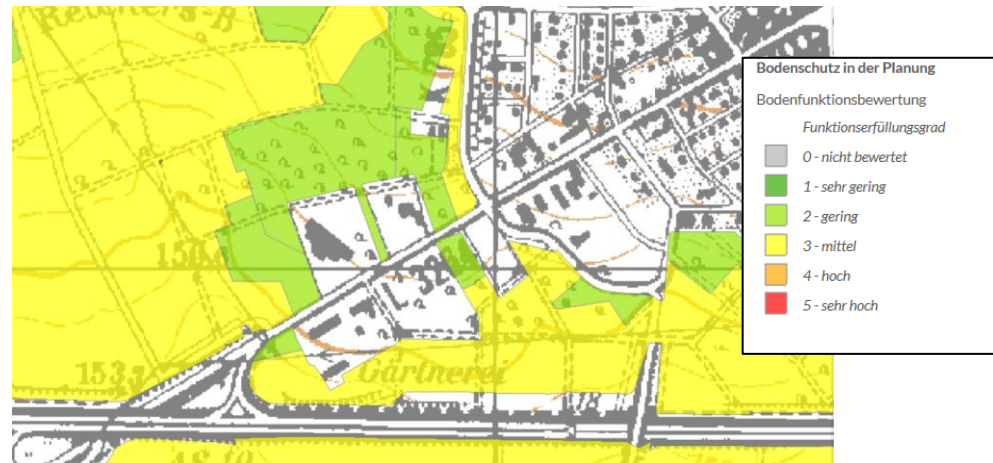 Bodenschutz in der Planung
Bodenfunktionsbewertung
Funktionserfüllungsgrad
0 - nicht bewertet
1 - sehr gering
2 - gering
3 - mittel
4 - hoch
5 - sehr hoch
Gärtnerei